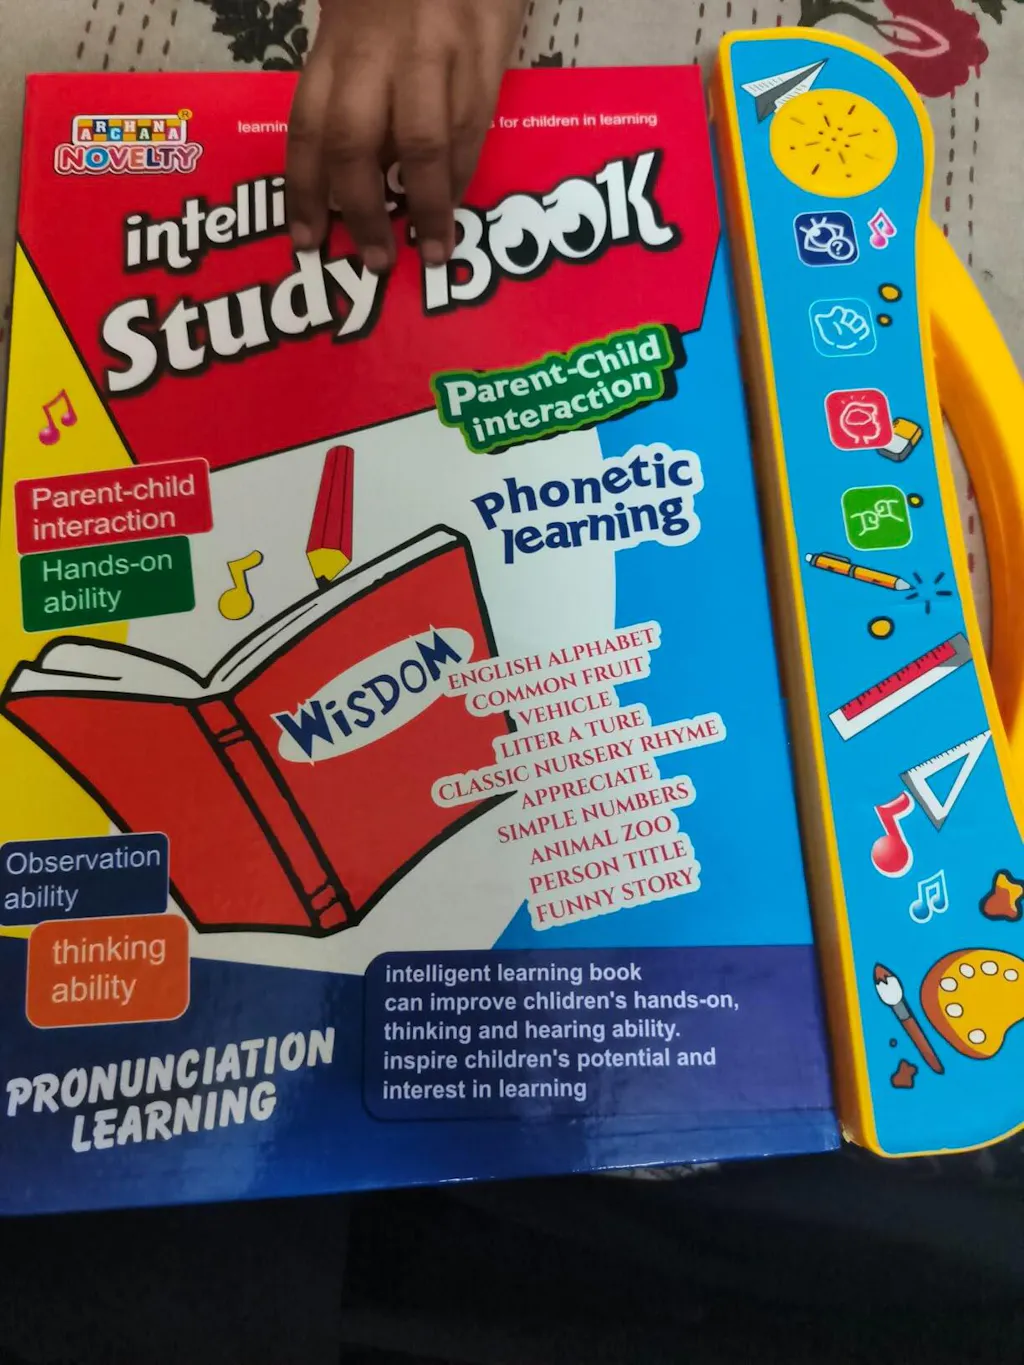 ARCHANA
NOVELTY
for children in learning
Study Book
Parent-Child
interaction
Phonetic
learning
Parent-child
interaction
Hands-on
ability
WiSDOM
ENGLISH ALPHABET
COMMON FRUIT
VEHICLE
LITER A TURE
CLASSIC NURSERY RHYME
APPRECIATE
SIMPLE NUMBERS
ANIMAL ZOO
PERSON TITLE
FUNNY STORY
Observation
ability
thinking
ability
PRONUNCIATION
LEARNING
intelligent learning book
can improve chlidren's hands-on,
thinking and hearing ability.
inspire children's potential and
interest in learning